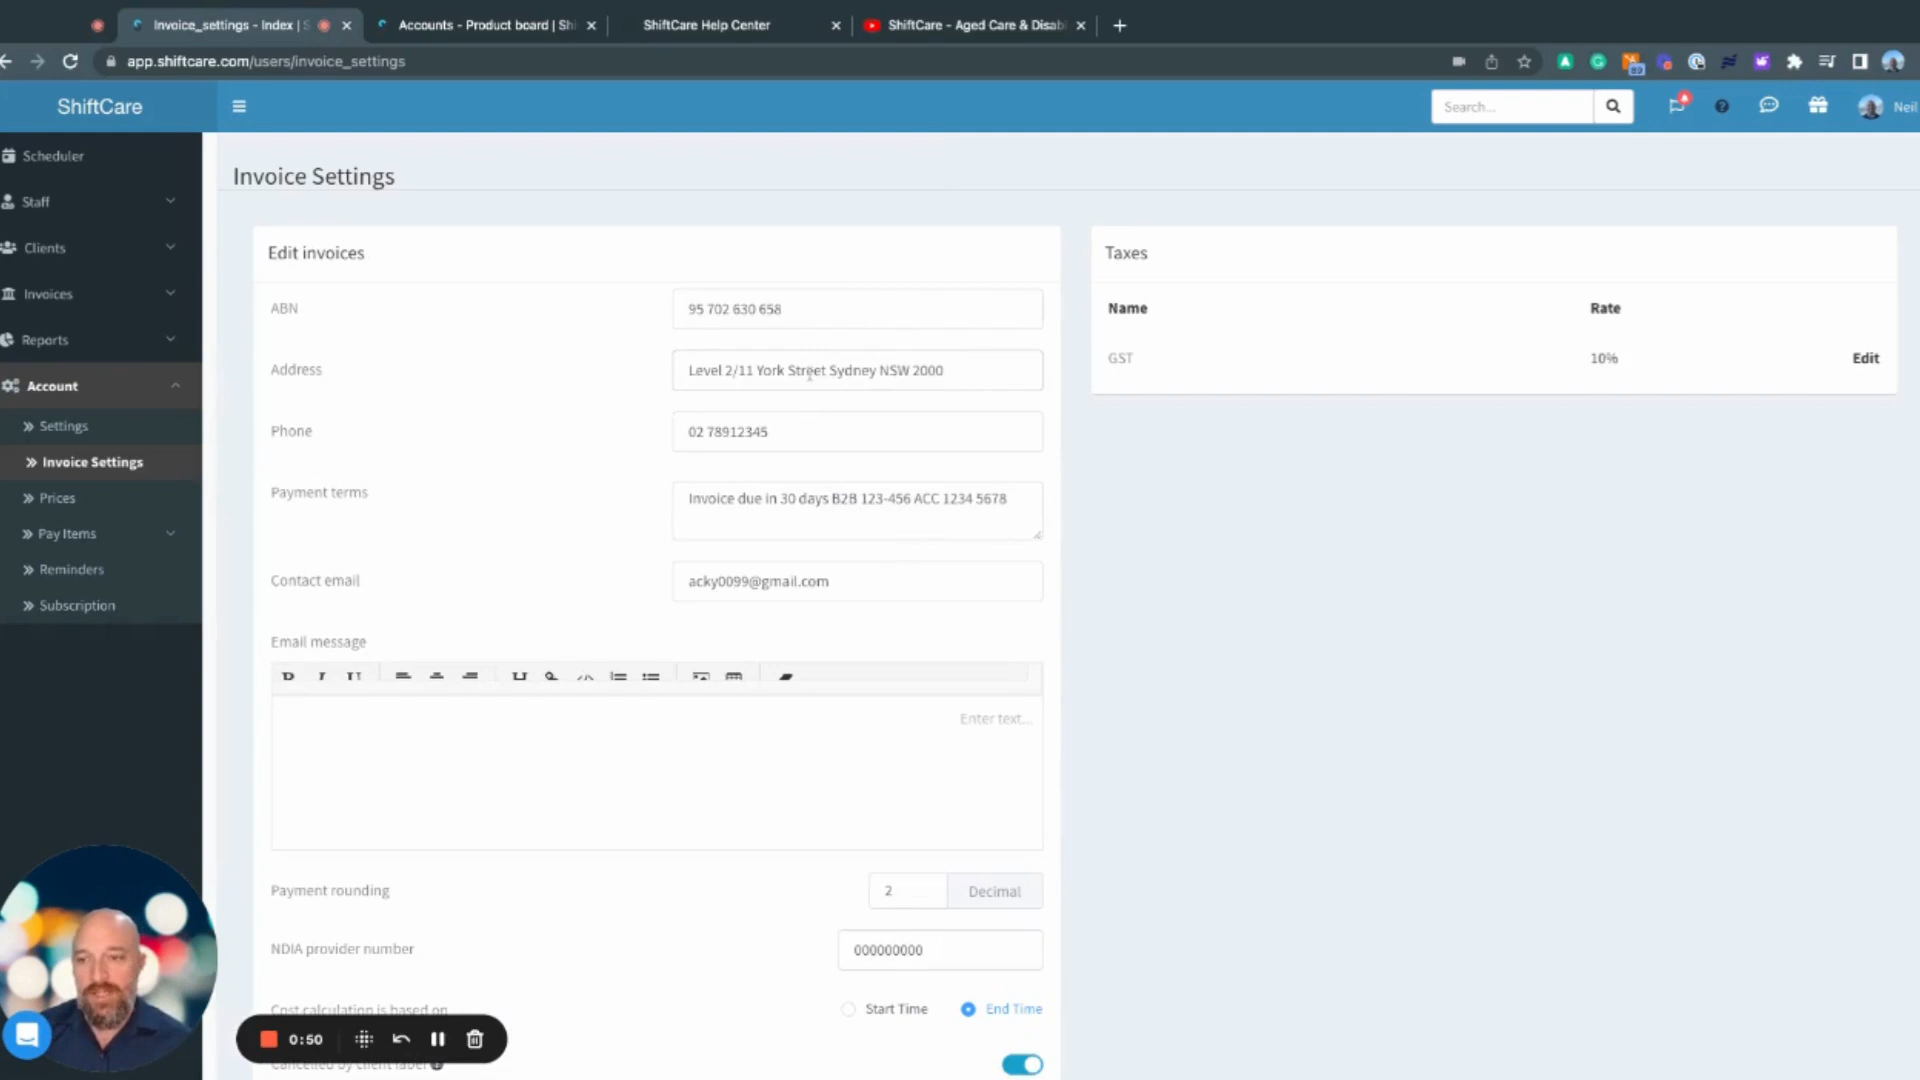 Invoice_settings - Index | S
Accounts - Product board | Shi
ShiftCare Help Center
ShiftCare - Aged Care & Disab
app.shiftcare.com/users/invoice_settings
ShiftCare
Search...
Neil
Scheduler
Staff
Clients
Invoices
Reports
Account
Settings
Invoice Settings
Prices
Pay Items
Reminders
Subscription
Invoice Settings
Edit invoices
ABN
95 702 630 658
Address
Level 2/11 York Street Sydney NSW 2000
Phone
02 78912345
Payment terms
Invoice due in 30 days B2B 123-456 ACC 1234 5678
Contact email
acky0099@gmail.com
Email message
B I U H
Enter text...
Payment rounding
2 Decimal
NDIA provider number
000000000
Cost calculation is based on
Start Time End Time
Cancelled by client label
0:50
Taxes
Name Rate
GST 10% Edit